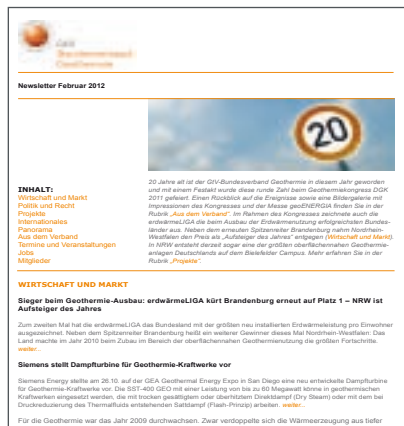 Newsletter Februar 2012
20
INHALT:
Wirtschaft und Markt
Politik und Recht
Projekte
Internationales
Panorama
Aus dem Verband
Termine und Veranstaltungen
Jobs
Mitglieder
20 Jahre alt ist der GtV-Bundesverband Geothermie in diesem Jahr geworden
und mit einem Festakt wurde diese runde Zahl beim Geothermiekongress DGK
2011 gefeiert. Einen Rückblick auf die Ereignisse sowie eine Bildergalerie mit
Impressionen des Kongresses und der Messe geoENERGIA finden Sie in der
Rubrik „Aus dem Verband". Im Rahmen des Kongresses zeichnete auch die
erdwärmeLIGA die beim Ausbau der Erdwärmenutzung erfolgreichsten Bundes-
länder aus. Neben dem erneuten Spitzenreiter Brandenburg nahm Nordrhein-
Westfalen den Preis als „Aufsteiger des Jahres" entgegen (Wirtschaft und Markt).
In NRW entsteht derzeit sogar eine der größten oberflächennahen Geothermie-
anlagen Deutschlands auf dem Bielefelder Campus. Mehr erfahren Sie in der
Rubrik „Projekte".
WIRTSCHAFT UND MARKT
Sieger beim Geothermie-Ausbau: erdwärmeLIGA kürt Brandenburg erneut auf Platz 1 – NRW ist
Aufsteiger des Jahres
Zum zweiten Mal hat die erdwärmeLIGA das Bundesland mit der größten neu installierten Erdwärmeleistung pro Einwohner
ausgezeichnet. Neben dem Spitzenreiter Brandenburg heißt ein weiterer Gewinner dieses Mal Nordrhein-Westfalen: Das
Land machte im Jahr 2010 beim Zubau im Bereich der oberflächennahen Geothermienutzung die größten Fortschritte.
weiter...
Siemens stellt Dampfturbine für Geothermie-Kraftwerke vor
Siemens Energy stellte am 26.10. auf der GEA Geothermal Energy Expo in San Diego eine neu entwickelte Dampfturbine
für Geothermie-Kraftwerke vor. Die SST-400 GEO mit einer Leistung von bis zu 60 Megawatt könne in geothermischen
Kraftwerken eingesetzt werden, die mit trocken gesättigtem oder überhitztem Dampf (Dry Steam) oder mit dem bei
Druckreduzierung des Thermalfluids entstehenden Sattdampf (Flash-Prinzip) arbeiten. weiter...
Für die Geothermie war das Jahr 2009 durchwachsen. Zwar verdoppelte sich die Wärmeerzeugung aus tiefer